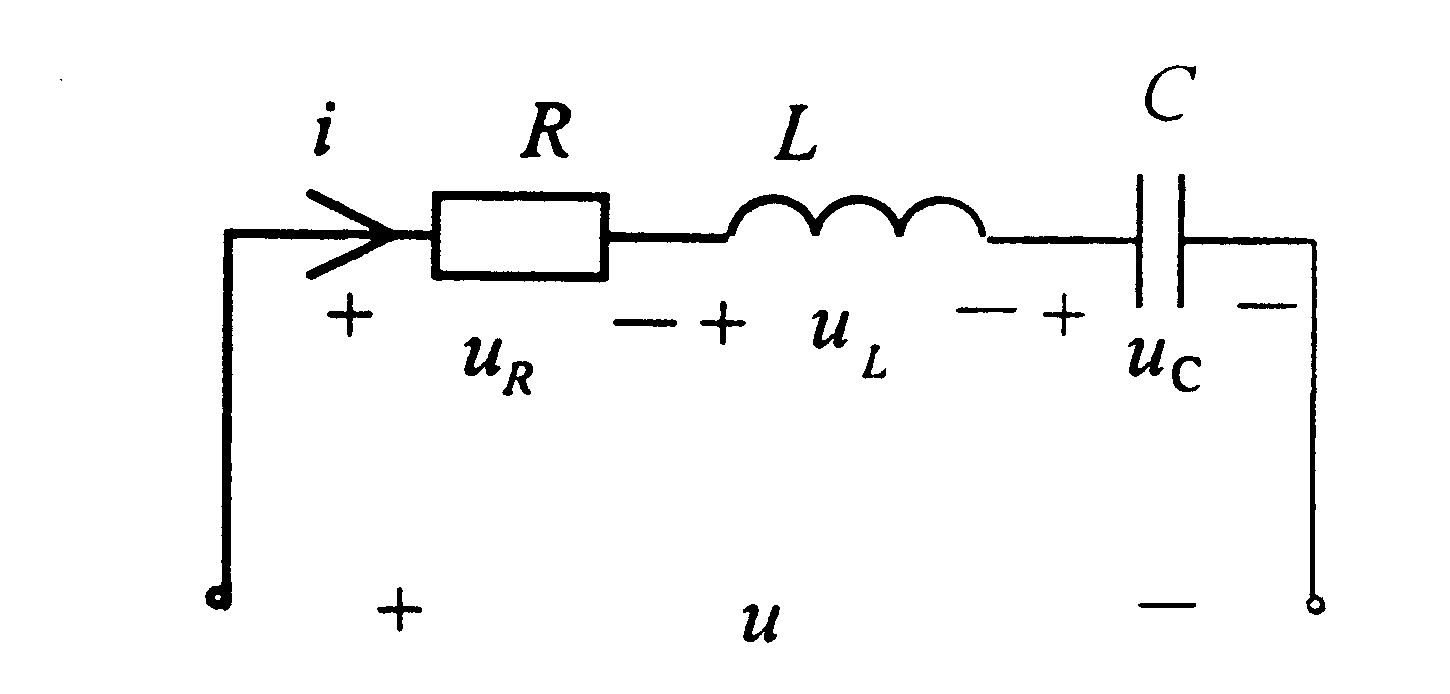 i R L C
+ u_R − + u_L − + u_C −
+ u −